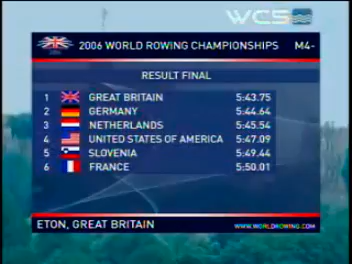 WCSN
2006 WORLD ROWING CHAMPIONSHIPS M4-
RESULT FINAL
1 GREAT BRITAIN 5:43.75
2 GERMANY 5:44.64
3 NETHERLANDS 5:45.54
4 UNITED STATES OF AMERICA 5:47.09
5 SLOVENIA 5:49.44
6 FRANCE 5:50.01
ETON, GREAT BRITAIN WWW.WORLDROWING.COM